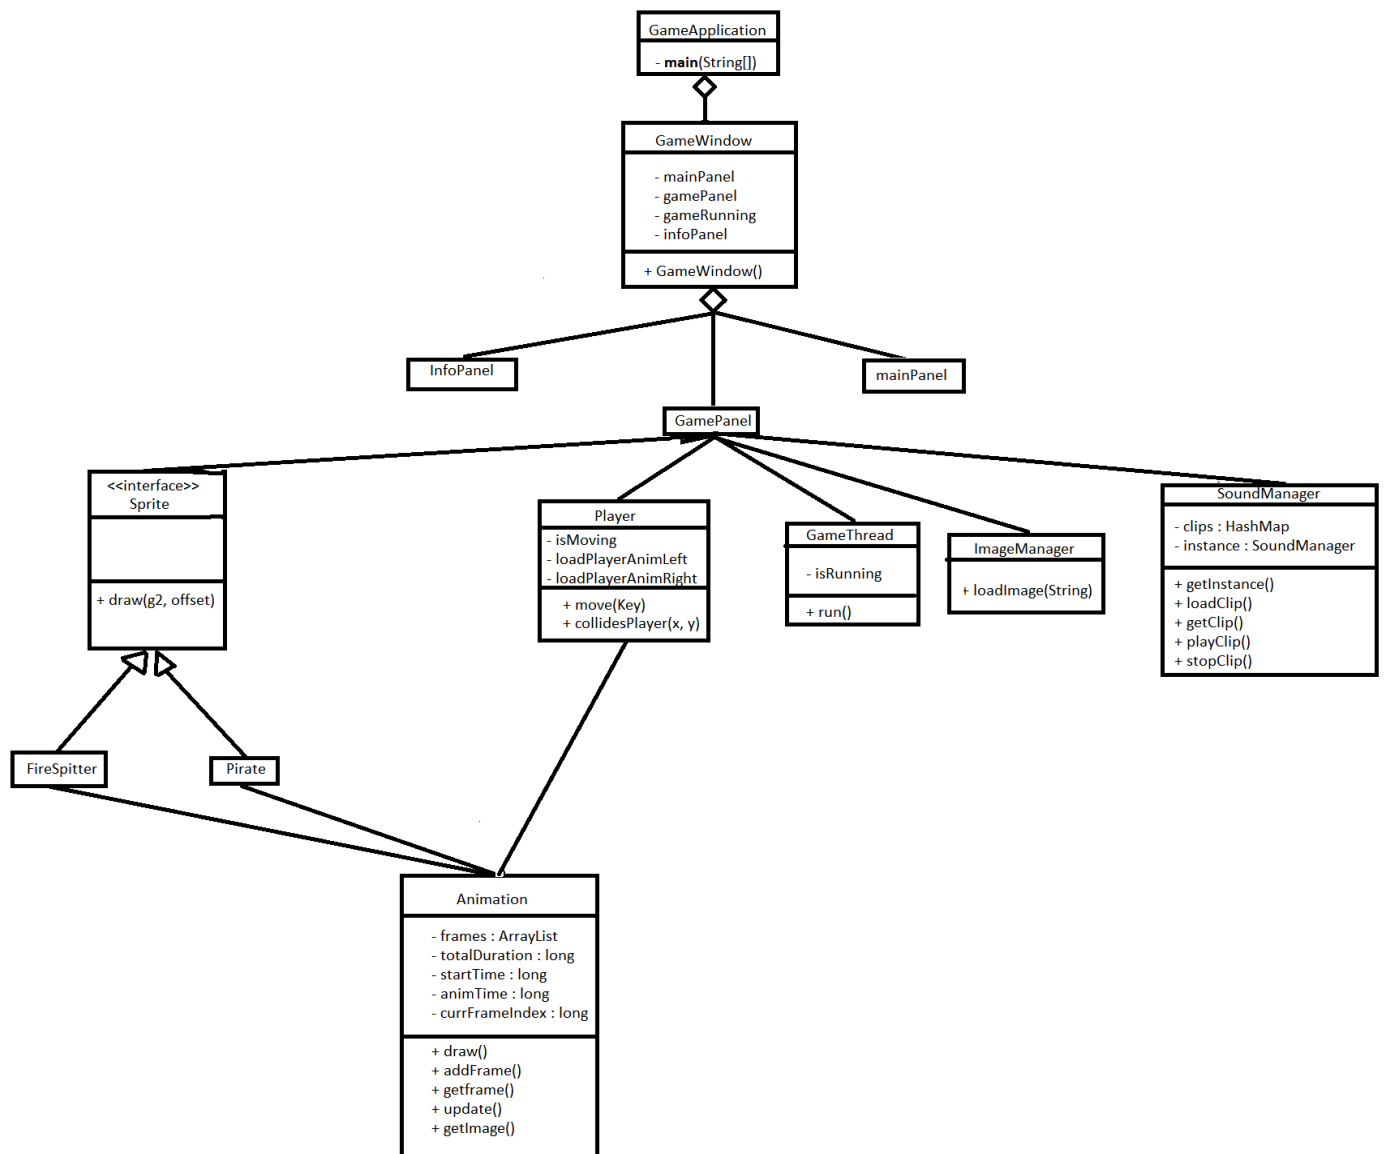 GameApplication
- main(String[])
GameWindow
- mainPanel
- gamePanel
- gameRunning
- infoPanel
+ GameWindow()
InfoPanel
mainPanel
GamePanel
<<interface>>
Sprite
+ draw(g2, offset)
Player
- isMoving
- loadPlayerAnimLeft
- loadPlayerAnimRight
+ move(Key)
+ collidesPlayer(x, y)
GameThread
- isRunning
+ run()
ImageManager
+ loadImage(String)
SoundManager
- clips : HashMap
- instance : SoundManager
+ getInstance()
+ loadClip()
+ getClip()
+ playClip()
+ stopClip()
FireSpitter
Pirate
Animation
- frames : ArrayList
- totalDuration : long
- startTime : long
- animTime : long
- currFrameIndex : long
+ draw()
+ addFrame()
+ getframe()
+ update()
+ getImage()